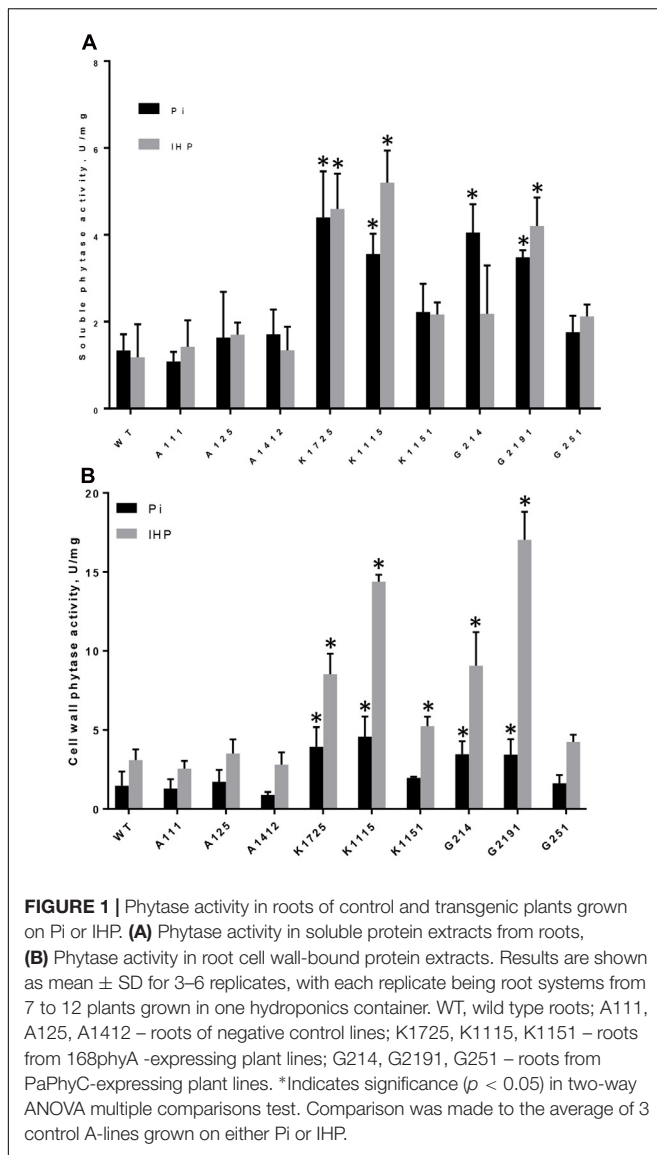 A
Soluble phytase activity, U/mg
8
6
4
2
0
Pi
IHP
* * * * * * *
WT A111 A125 A1412 K1725 K1115 K1151 G214 G2191 G251
B
Cell wall phytase activity, U/mg
20
15
10
5
0
Pi
IHP
* * * * * * * * *
WT A111 A125 A1412 K1725 K1115 K1151 G214 G2191 G251
FIGURE 1 | Phytase activity in roots of control and transgenic plants grown
on Pi or IHP. (A) Phytase activity in soluble protein extracts from roots,
(B) Phytase activity in root cell wall-bound protein extracts. Results are shown
as mean ± SD for 3–6 replicates, with each replicate being root systems from
7 to 12 plants grown in one hydroponics container. WT, wild type roots; A111,
A125, A1412 – roots of negative control lines; K1725, K1115, K1151 – roots
from 168phyA -expressing plant lines; G214, G2191, G251 – roots from
PaPhyC-expressing plant lines. *Indicates significance (p < 0.05) in two-way
ANOVA multiple comparisons test. Comparison was made to the average of 3
control A-lines grown on either Pi or IHP.